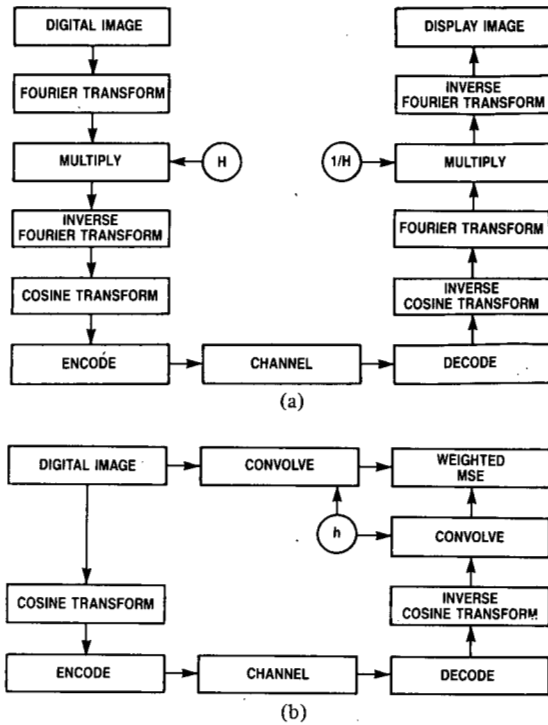 DIGITAL IMAGE
FOURIER TRANSFORM
MULTIPLY
H
INVERSE
FOURIER TRANSFORM
COSINE TRANSFORM
ENCODE
CHANNEL
DECODE
INVERSE
COSINE TRANSFORM
FOURIER TRANSFORM
1/H
MULTIPLY
INVERSE
FOURIER TRANSFORM
DISPLAY IMAGE
(a)
DIGITAL IMAGE
CONVOLVE
WEIGHTED
MSE
h
CONVOLVE
COSINE TRANSFORM
INVERSE
COSINE TRANSFORM
ENCODE
CHANNEL
DECODE
(b)